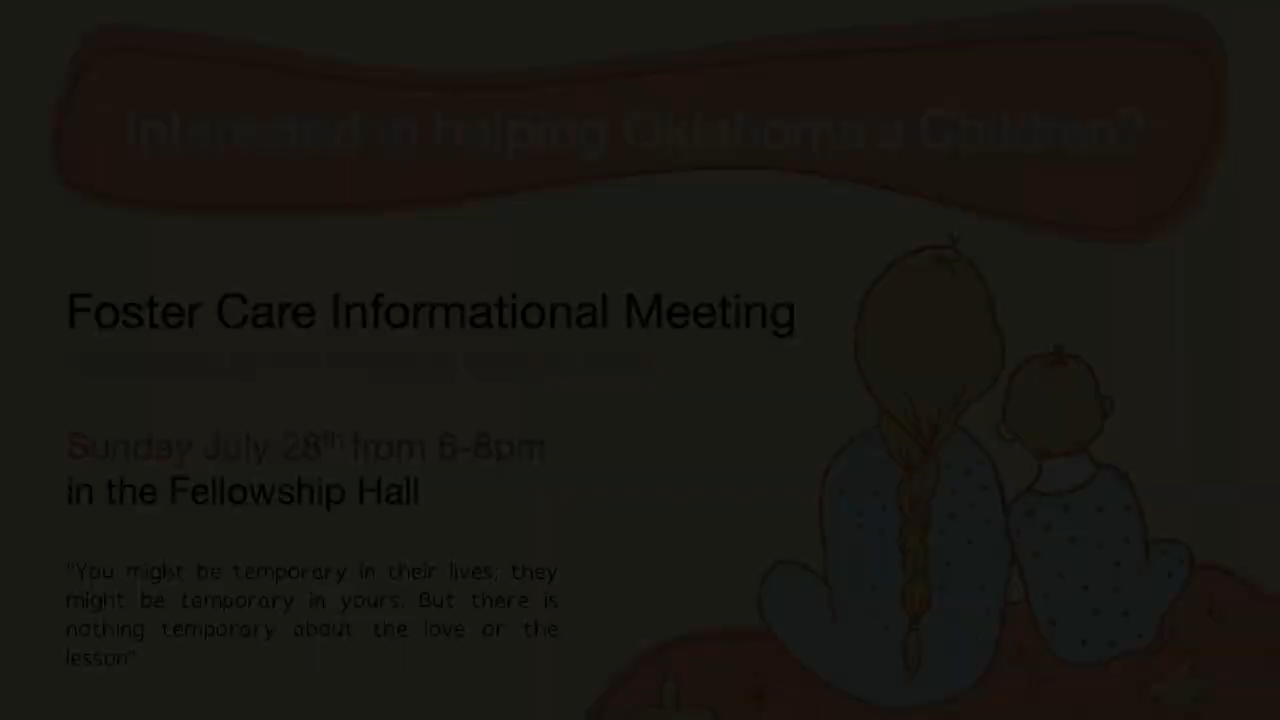 Interested in helping Oklahoma's Children?
Foster Care Informational Meeting
Sunday July 28th from 6-8pm
in the Fellowship Hall
"You might be temporary in their lives; they
might be temporary in yours. But there is
nothing temporary about the love or the
lesson"